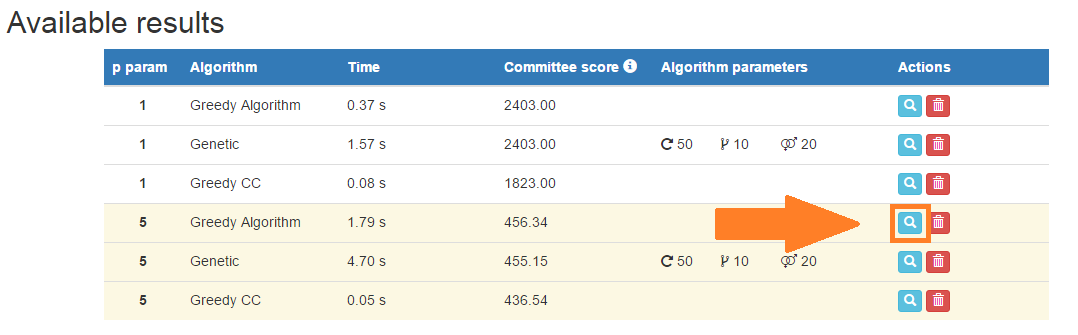 Available results
p param Algorithm Time Committee score Algorithm parameters Actions
1 Greedy Algorithm 0.37 s 2403.00
1 Genetic 1.57 s 2403.00 50 10 20
1 Greedy CC 0.08 s 1823.00
5 Greedy Algorithm 1.79 s 456.34
5 Genetic 4.70 s 455.15 50 10 20
5 Greedy CC 0.05 s 436.54